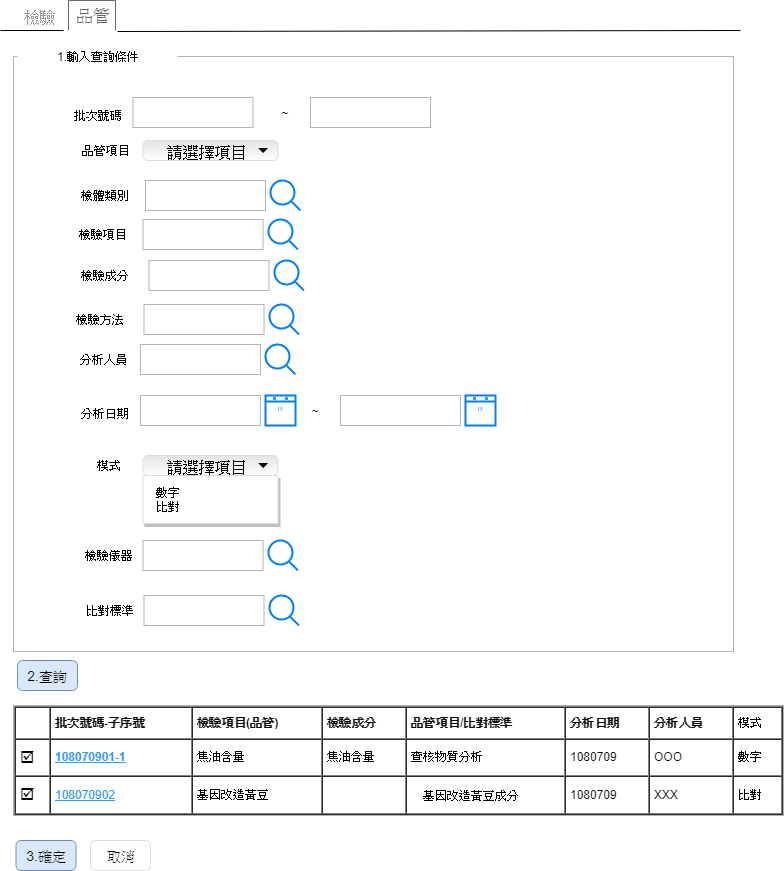 檢驗 品管
1.輸入查詢條件
批次號碼 ~
品管項目 請選擇項目
檢體類別
檢驗項目
檢驗成分
檢驗方法
分析人員
分析日期 15 ~ 15
模式 請選擇項目
數字
比對
檢驗儀器
比對標準
2.查詢
批次號碼-子序號 檢驗項目(品管) 檢驗成分 品管項目/比對標準 分析日期 分析人員 模式
108070901-1 焦油含量 焦油含量 查核物質分析 1080709 OOO 數字
108070902 基因改造黃豆 基因改造黃豆成分 1080709 XXX 比對
3.確定 取消